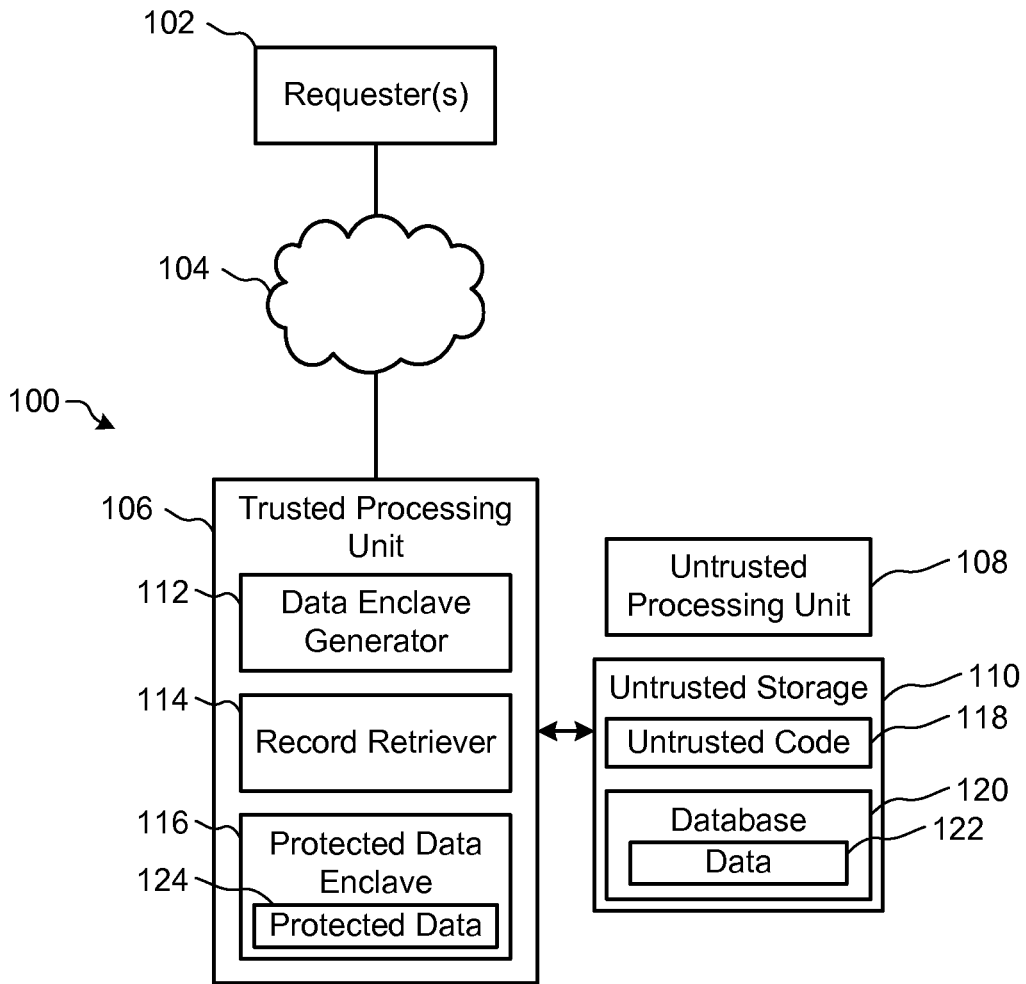 102
Requester(s)
104
100
106
Trusted Processing
Unit
112
Data Enclave
Generator
114
Record Retriever
116
Protected Data
Enclave
124
Protected Data
Untrusted
Processing Unit
108
Untrusted Storage
110
Untrusted Code
118
Database
120
Data
122